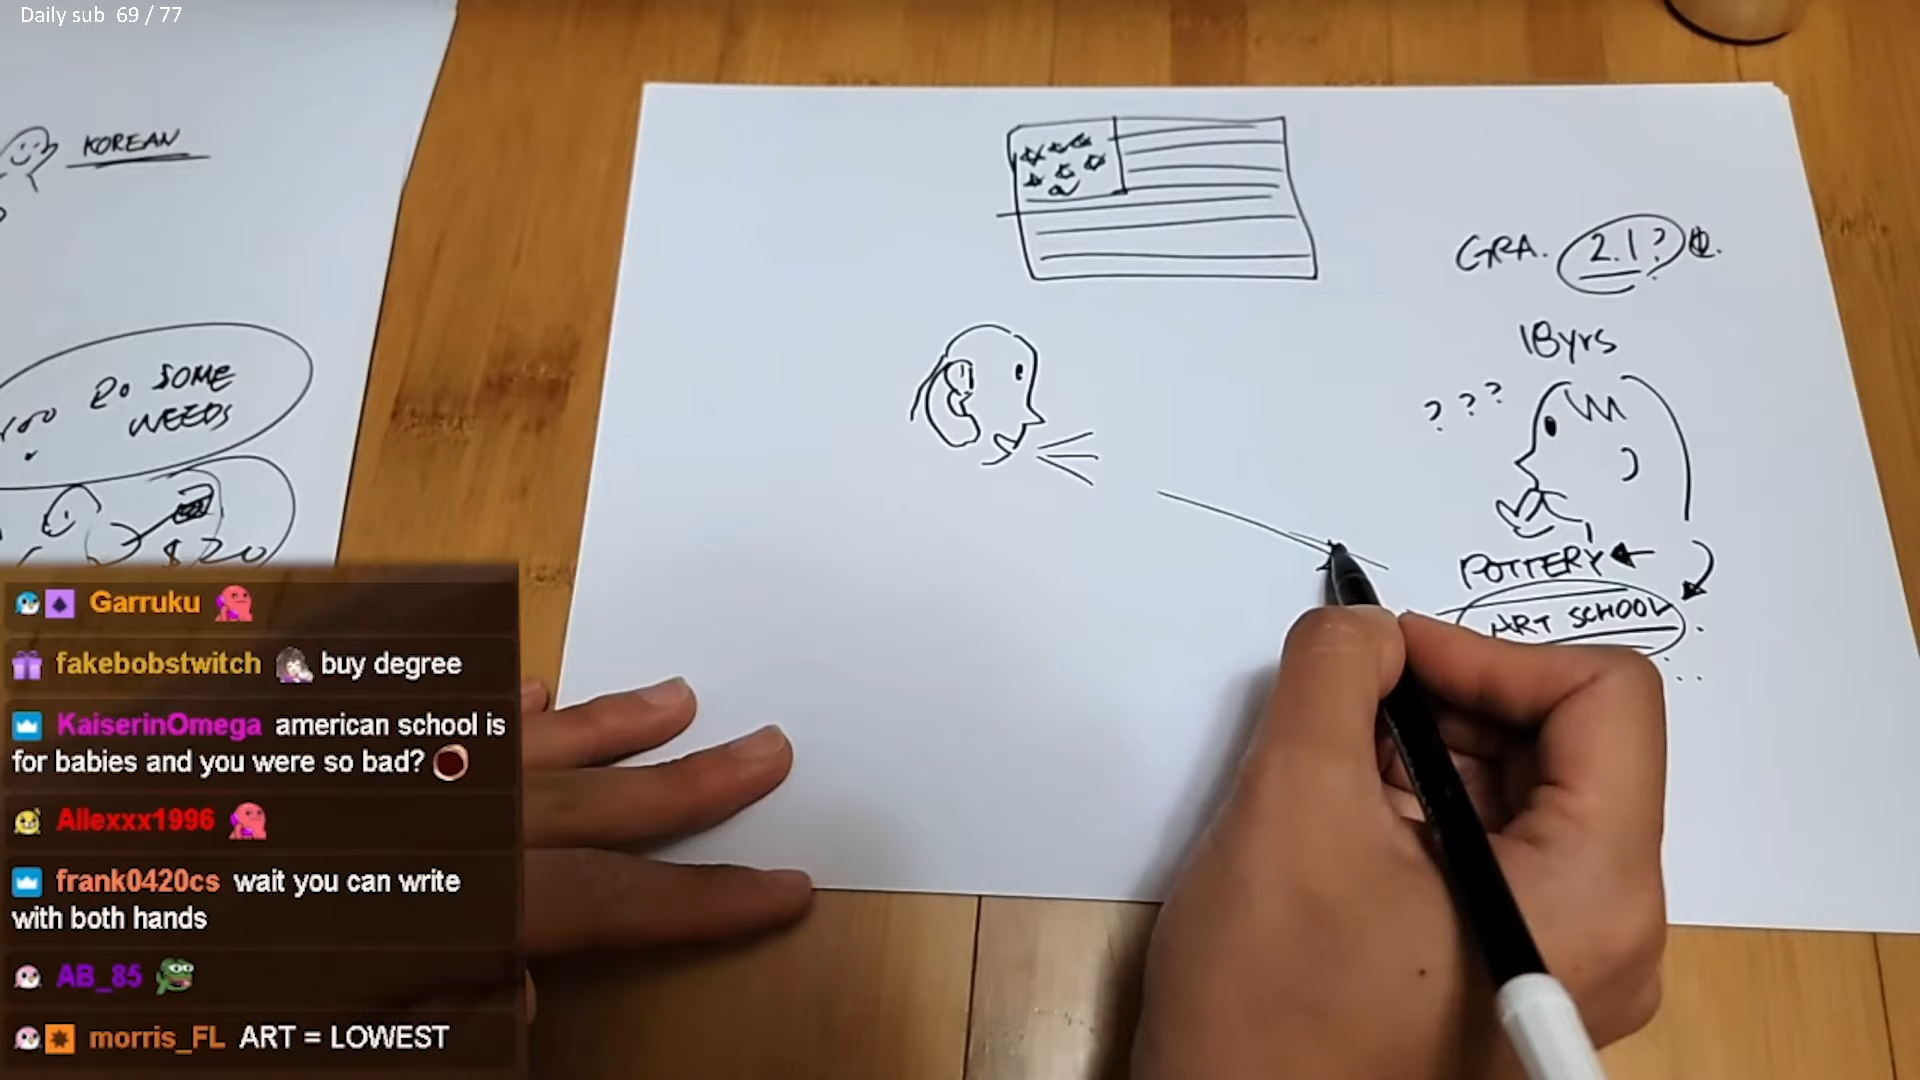 Daily sub 69 / 77
KOREAN
DO SOME
WEEDS
$20
GRA. 2.1?
18yrs
? ? ?
POTTERY
ART SCHOOL
Garruku
fakebobstwitch buy degree
KaiserinOmega american school is
for babies and you were so bad?
Allexxx1996
frank0420cs wait you can write
with both hands
AB_85
morris_FL ART = LOWEST